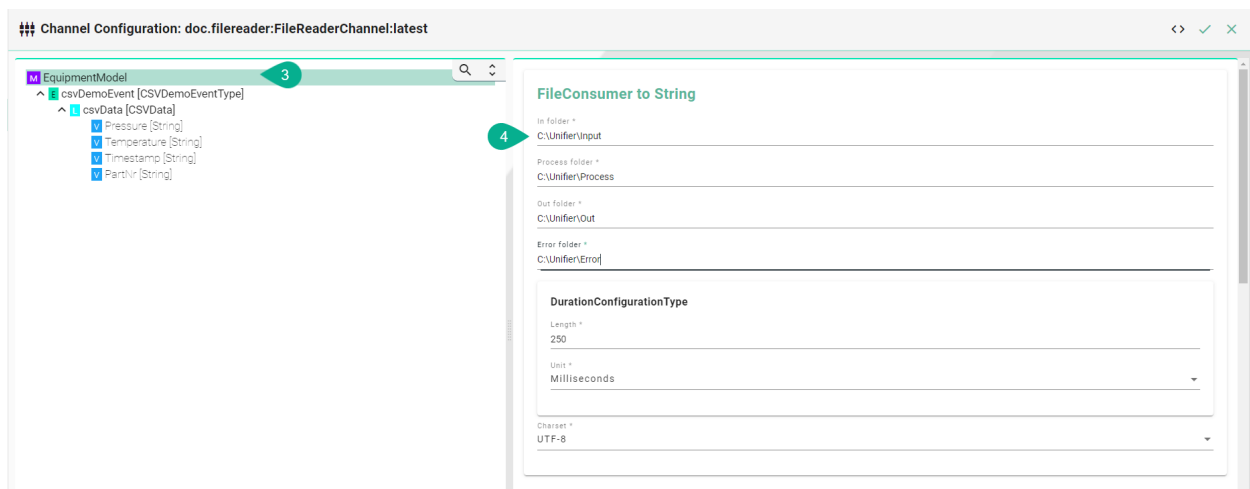 Channel Configuration: doc.filereader:FileReaderChannel:latest
M EquipmentModel
3
E csvDemoEvent [CSVDemoEventType]
csvData [CSVData]
V Pressure [String]
V Temperature [String]
V Timestamp [String]
V PartNr [String]
FileConsumer to String
In folder *
4
C:\Unifier\Input
Process folder *
C:\Unifier\Process
Out folder *
C:\Unifier\Out
Error folder *
C:\Unifier\Error
DurationConfigurationType
Length *
250
Unit *
Milliseconds
Charset *
UTF-8